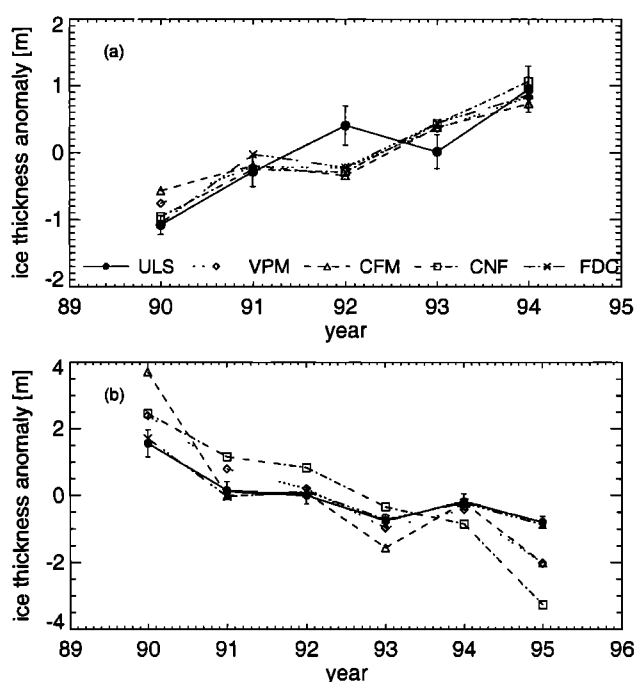 (a)
ice thickness anomaly [m]
2
1
0
-1
-2
ULS VPM CFM CNF FDC
89 90 91 92 93 94 95
year
(b)
ice thickness anomaly [m]
4
2
0
-2
-4
89 90 91 92 93 94 95 96
year